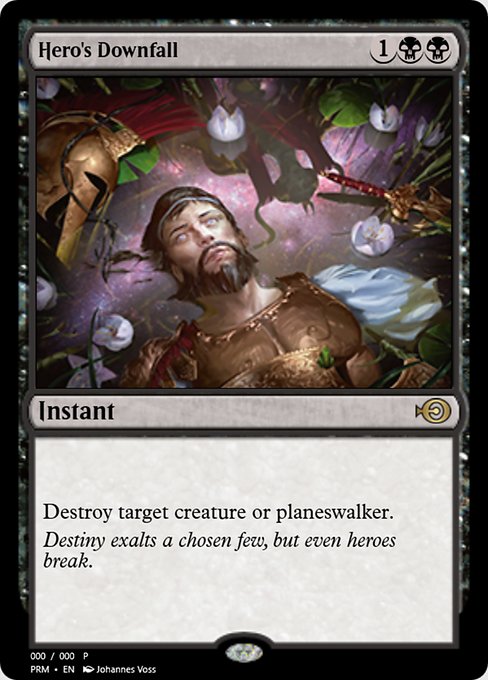 Hero's Downfall 1
Instant
Destroy target creature or planeswalker.
Destiny exalts a chosen few, but even heroes
break.
000 / 000 P
PRM • EN Johannes Voss